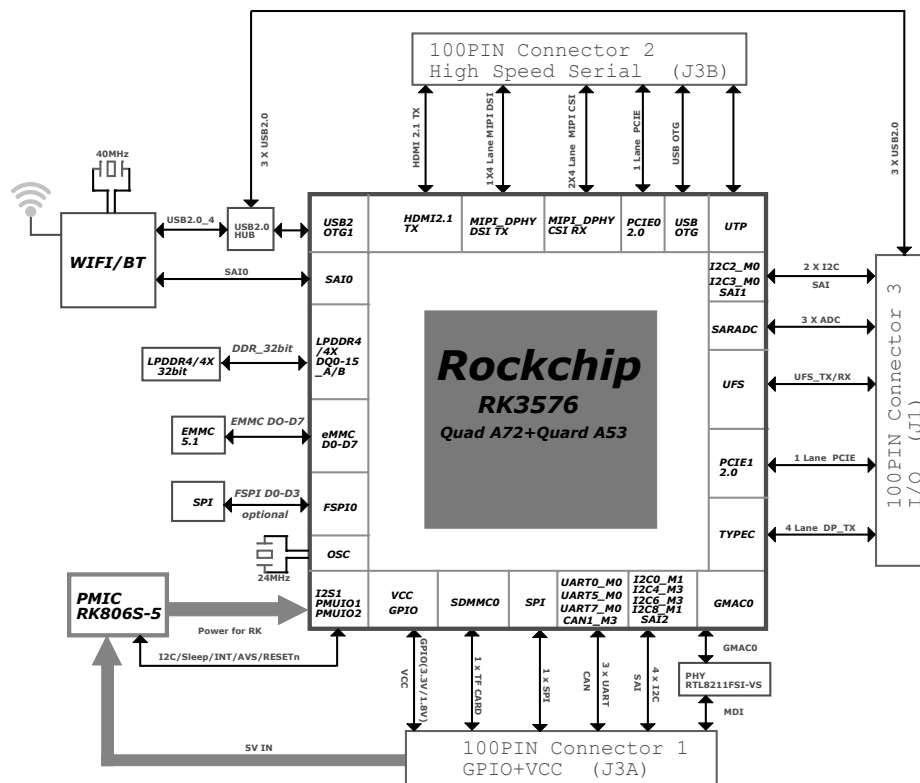 100PIN Connector 2
High Speed Serial (J3B)
3 X USB2.0
HDMI 2.1 TX
1X4 Lane MIPI DSI
2X4 Lane MIPI CSI
1 Lane PCIE
USB OTG
3 X USB2.0
40MHz
WIFI/BT
USB2.0_4
USB2.0
HUB
SAI0
USB2
OTG1
HDMI2.1
TX
MIPI_DPHY
DSI TX
MIPI_DPHY
CSI RX
PCIE0
2.0
USB
OTG
UTP
SAI0
I2C2_M0
I2C3_M0
SAI1
2 X I2C
SAI
LPDDR4
/4X
DQ0-15
_A/B
SARADC
3 X ADC
LPDDR4/4X
32bit
DDR_32bit
Rockchip
RK3576
Quad A72+Quard A53
UFS
UFS_TX/RX
100PIN Connector 3
I/O (J1)
EMMC
5.1
EMMC DO-D7
eMMC
D0-D7
PCIE1
2.0
1 Lane PCIE
SPI
FSPI D0-D3
optional
FSPI0
TYPEC
4 Lane DP_TX
OSC
24MHz
PMIC
RK806S-5
Power for RK
I2S1
PMUIO1
PMUIO2
VCC
GPIO
SDMMC0
SPI
UART0_M0
UART5_M0
UART7_M0
CAN1_M3
I2C0_M1
I2C4_M3
I2C6_M3
I2C8_M1
SAI2
GMAC0
I2C/Sleep/INT/AVS/RESETn
GPIO(3.3V/1.8V)
VCC
1 x TF CARD
1 x SPI
3 x UART
CAN
4 x I2C
SAI
GMAC0
PHY
RTL8211FSI-VS
MDI
5V IN
100PIN Connector 1
GPIO+VCC (J3A)